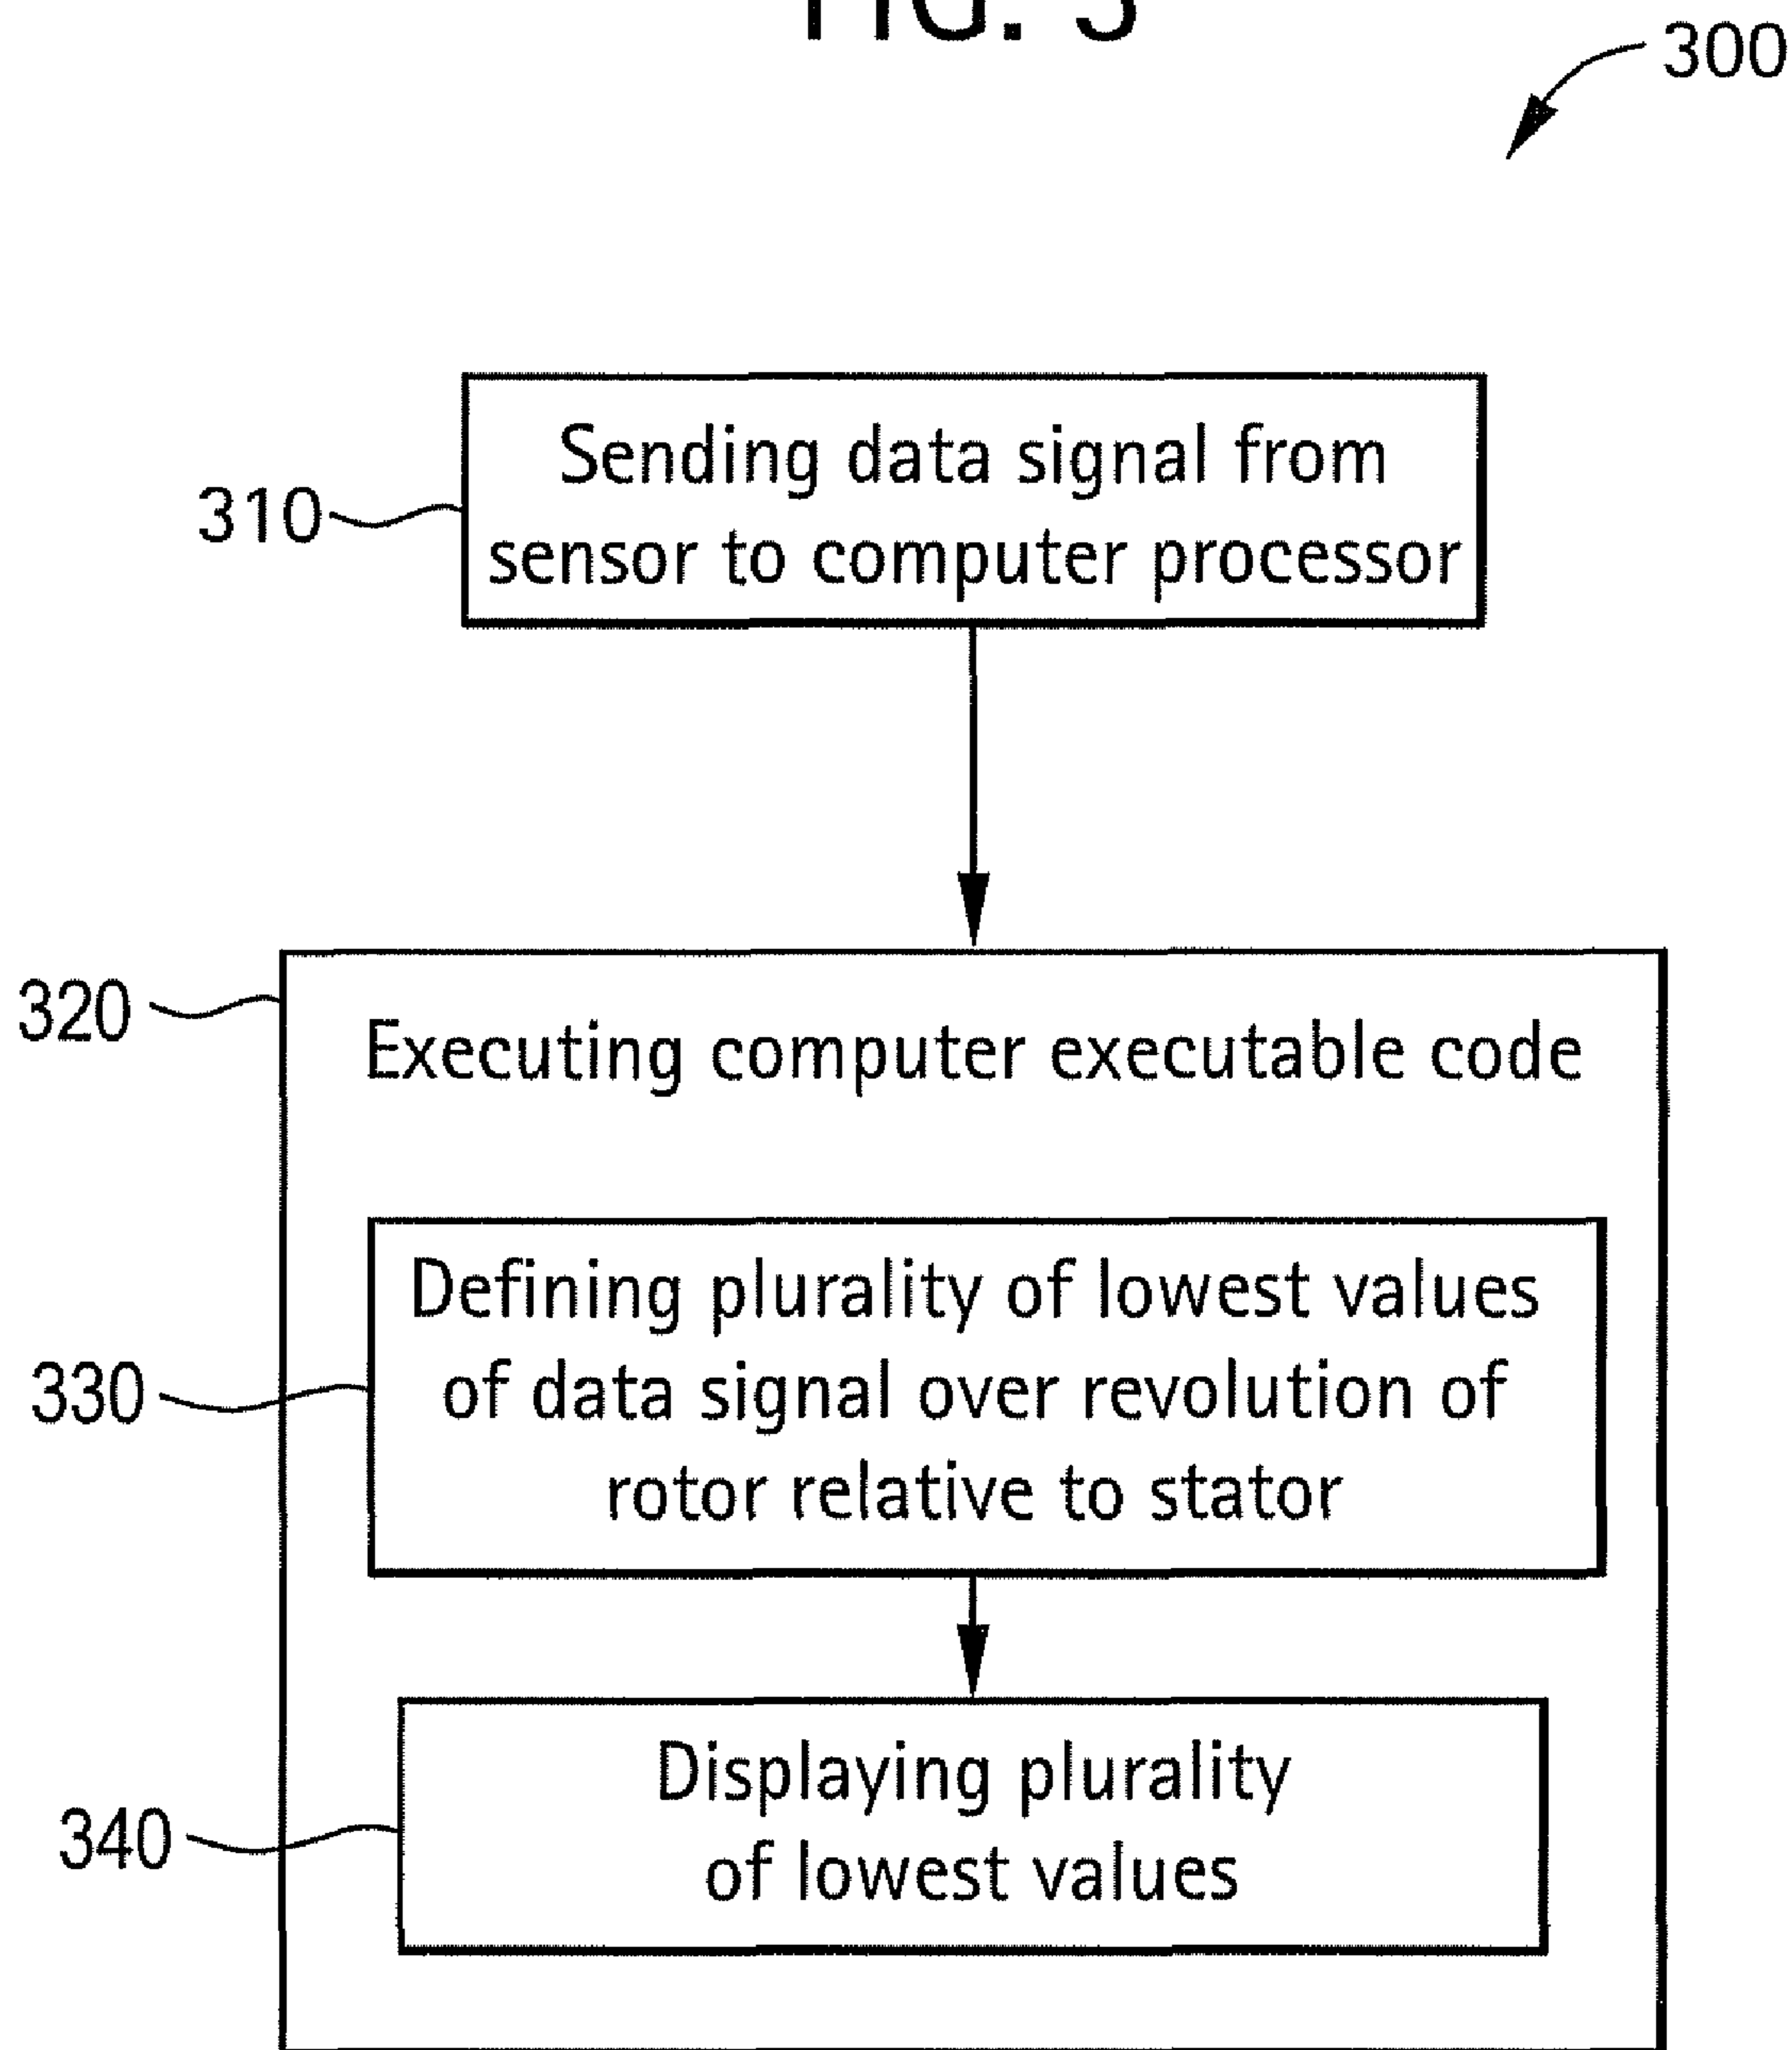 FIG.
300
Sending data signal from
sensor to computer processor
310
320
Executing computer executable code
Defining plurality of lowest values
of data signal over revolution of
rotor relative to stator
330
Displaying plurality
of lowest values
340